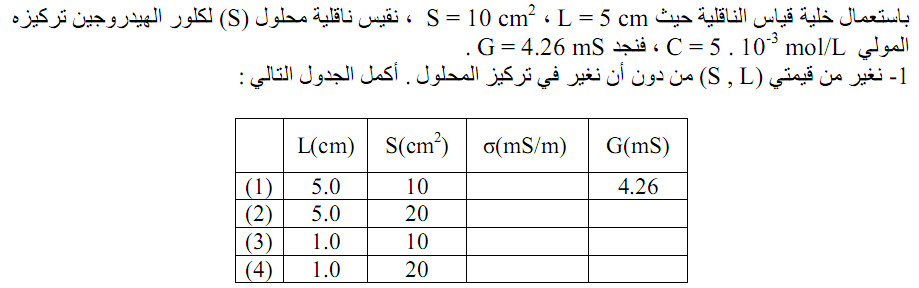 باستعمال خلية قياس الناقلية حيث S = 10 cm² ، L = 5 cm ، نقيس ناقلية محلول (S) لكلور الهيدروجين تركيزه
المولي C = 5 . 10⁻³ mol/L ، فنجد G = 4.26 mS .
1- نغير من قيمتي (S , L) من دون أن نغير في تركيز المحلول . أكمل الجدول التالي :
L(cm) S(cm²) σ(mS/m) G(mS)
(1) 5.0 10 4.26
(2) 5.0 20
(3) 1.0 10
(4) 1.0 20